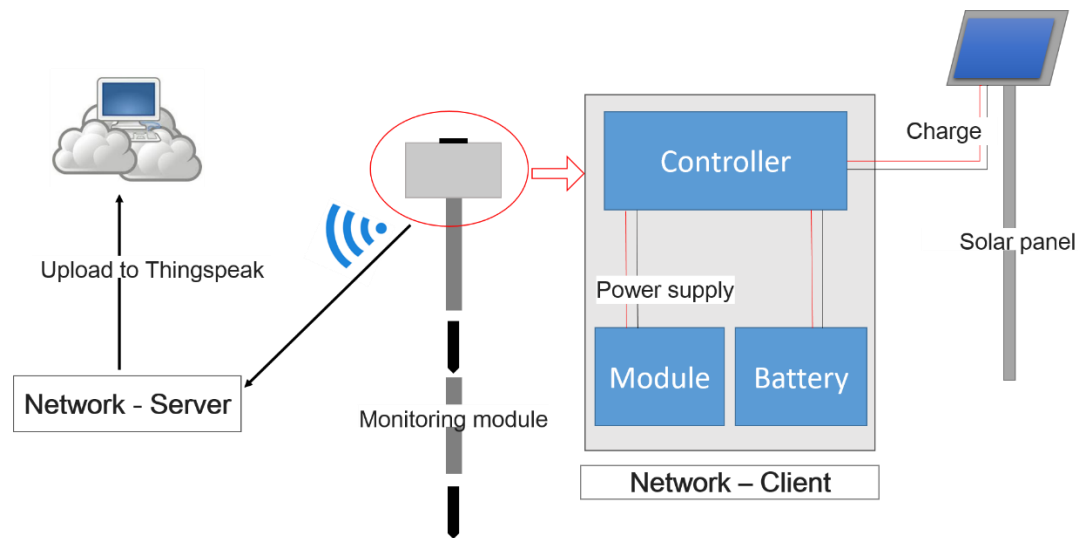 Controller
Charge
Solar panel
Upload to Thingspeak
Power supply
Module
Battery
Network - Server
Monitoring module
Network – Client